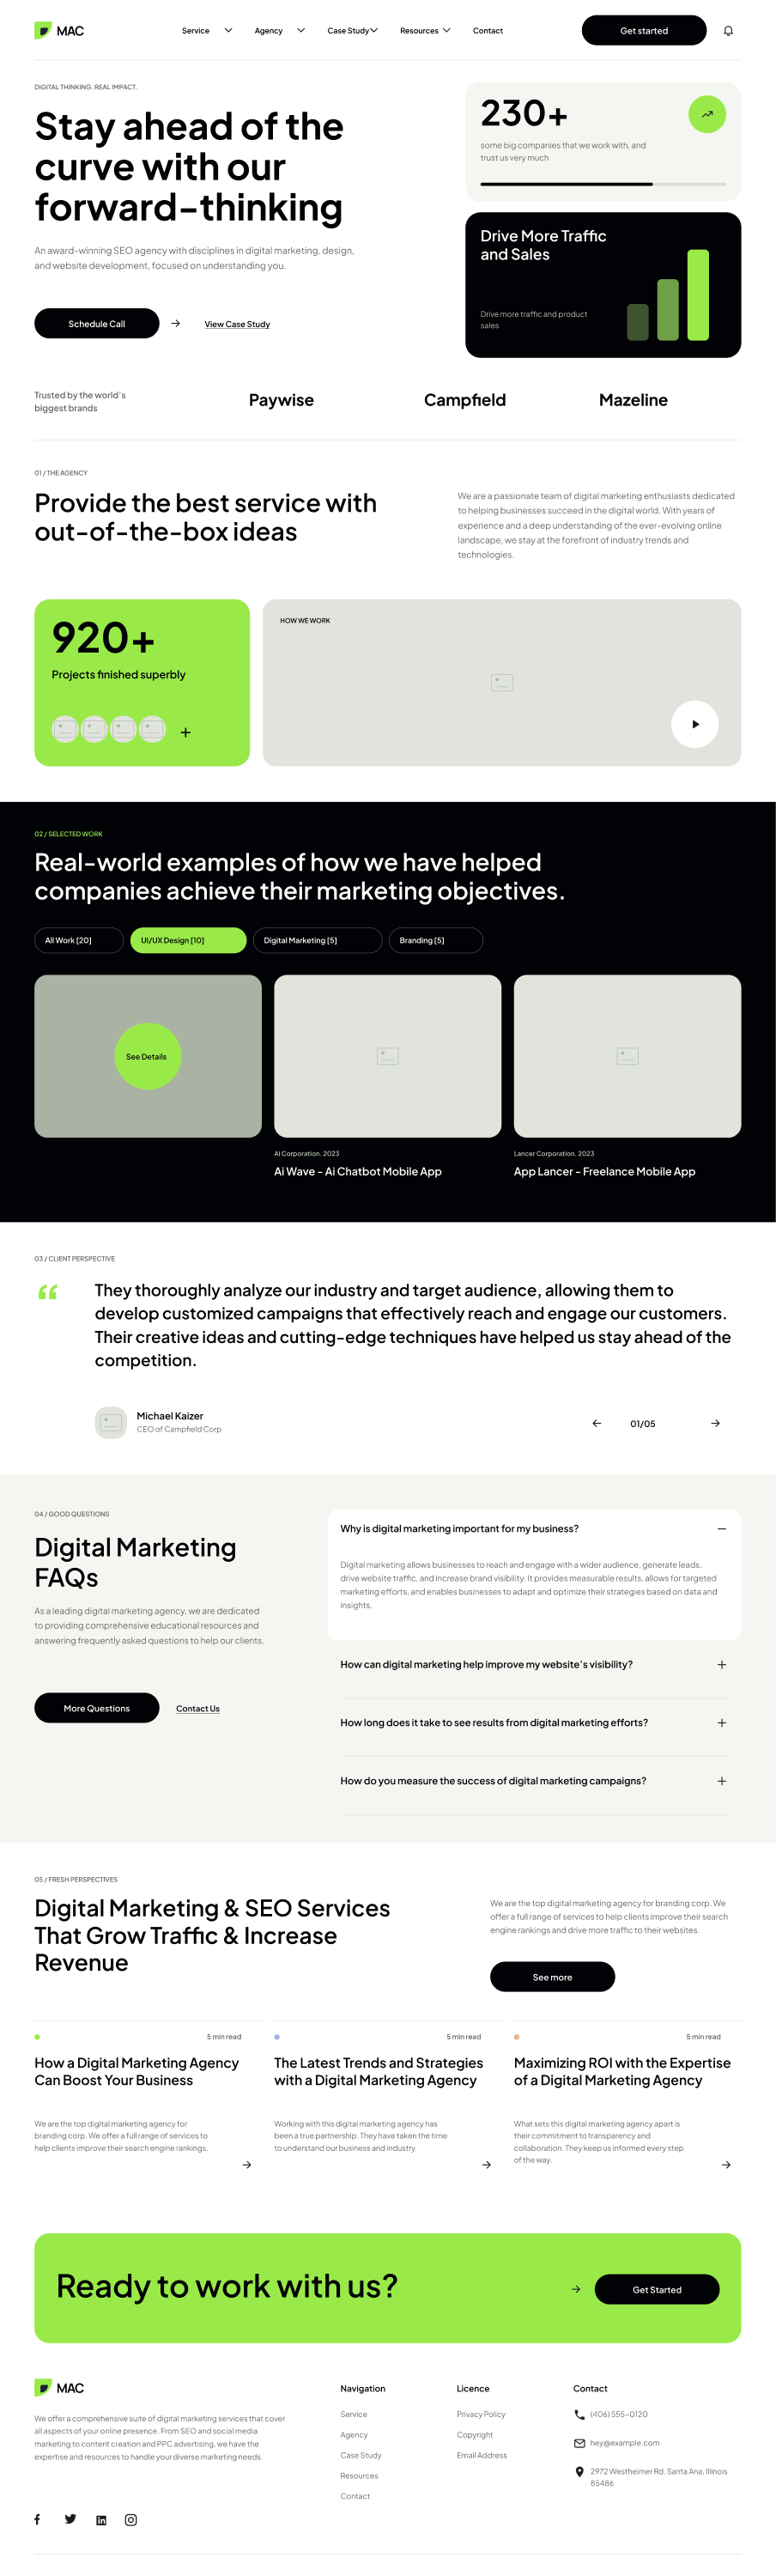 MAC
Service
Agency
Case Study
Resources
Contact
Get started
DIGITAL THINKING. REAL IMPACT.
Stay ahead of the
curve with our
forward-thinking
An award-winning SEO agency with disciplines in digital marketing, design,
and website development, focused on understanding you.
Schedule Call
View Case Study
230+
some big companies that we work with, and
trust us very much
Drive More Traffic
and Sales
Drive more traffic and product
sales
Trusted by the world's
biggest brands
Paywise
Campfield
Mazeline
01 / THE AGENCY
Provide the best service with
out-of-the-box ideas
We are a passionate team of digital marketing enthusiasts dedicated
to helping businesses succeed in the digital world. With years of
experience and a deep understanding of the ever-evolving online
landscape, we stay at the forefront of industry trends and
technologies.
920+
Projects finished superbly
+
HOW WE WORK
02 / SELECTED WORK
Real-world examples of how we have helped
companies achieve their marketing objectives.
All Work [20]
UI/UX Design [10]
Digital Marketing [5]
Branding [5]
See Details
Ai Corporation. 2023
Ai Wave - Ai Chatbot Mobile App
Lancer Corporation. 2023
App Lancer - Freelance Mobile App
03 / CLIENT PERSPECTIVE
“
They thoroughly analyze our industry and target audience, allowing them to
develop customized campaigns that effectively reach and engage our customers.
Their creative ideas and cutting-edge techniques have helped us stay ahead of the
competition.
Michael Kaizer
CEO of Campfield Corp
01/05
04 / GOOD QUESTIONS
Digital Marketing
FAQs
As a leading digital marketing agency, we are dedicated
to providing comprehensive educational resources and
answering frequently asked questions to help our clients.
More Questions
Contact Us
Why is digital marketing important for my business?
Digital marketing allows businesses to reach and engage with a wider audience, generate leads,
drive website traffic, and increase brand visibility. It provides measurable results, allows for targeted
marketing efforts, and enables businesses to adapt and optimize their strategies based on data and
insights.
How can digital marketing help improve my website's visibility?
How long does it take to see results from digital marketing efforts?
How do you measure the success of digital marketing campaigns?
05 / FRESH PERSPECTIVES
Digital Marketing & SEO Services
That Grow Traffic & Increase
Revenue
We are the top digital marketing agency for branding corp. We
offer a full range of services to help clients improve their search
engine rankings and drive more traffic to their websites.
See more
5 min read
How a Digital Marketing Agency
Can Boost Your Business
We are the top digital marketing agency for
branding corp. We offer a full range of services to
help clients improve their search engine rankings.
5 min read
The Latest Trends and Strategies
with a Digital Marketing Agency
Working with this digital marketing agency has
been a true partnership. They have taken the time
to understand our business and industry.
5 min read
Maximizing ROI with the Expertise
of a Digital Marketing Agency
What sets this digital marketing agency apart is
their commitment to transparency and
collaboration. They keep us informed every step
of the way.
Ready to work with us?
Get Started
MAC
We offer a comprehensive suite of digital marketing services that cover
all aspects of your online presence. From SEO and social media
marketing to content creation and PPC advertising, we have the
expertise and resources to handle your diverse marketing needs.
Navigation
Service
Agency
Case Study
Resources
Contact
Licence
Privacy Policy
Copyright
Email Address
Contact
(406) 555-0120
hey@example.com
2972 Westheimer Rd. Santa Ana, Illinois
85486